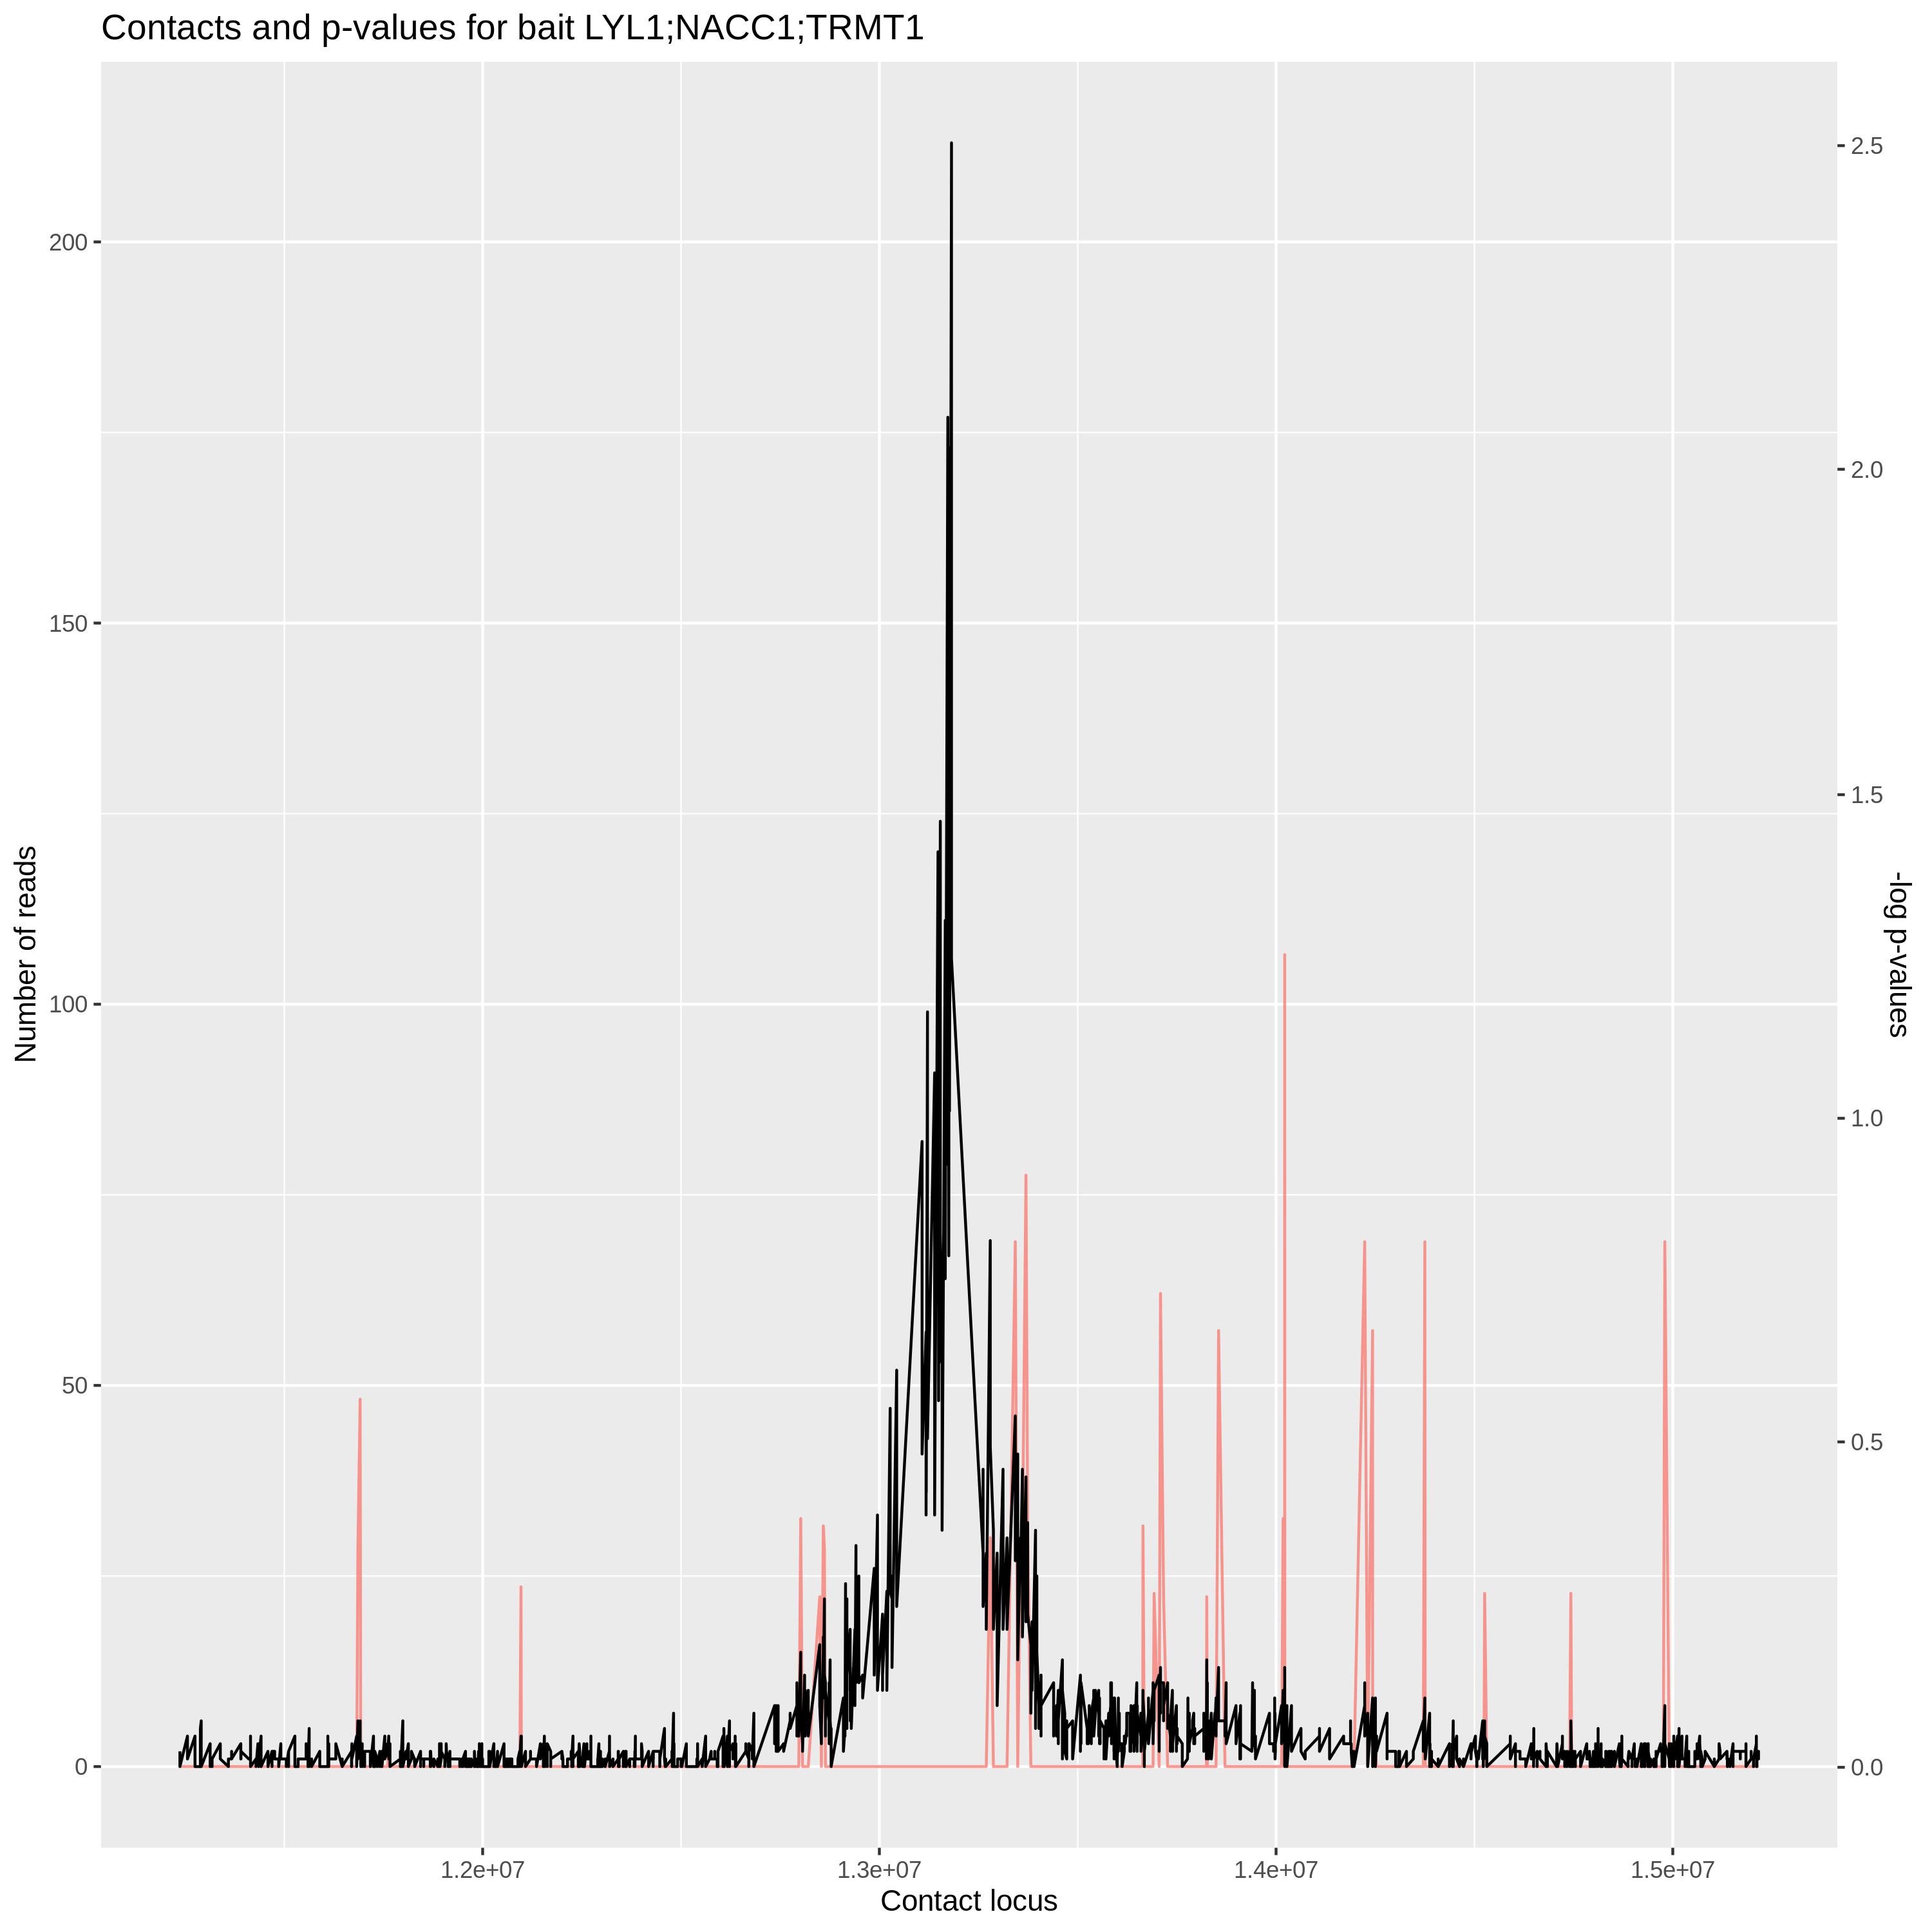 Contacts and p-values for bait LYL1;NACC1;TRMT1
Number of reads
200
150
100
50
0
2.5
2.0
1.5
1.0
0.5
0.0
-log p-values
1.2e+07 1.3e+07 1.4e+07 1.5e+07
Contact locus